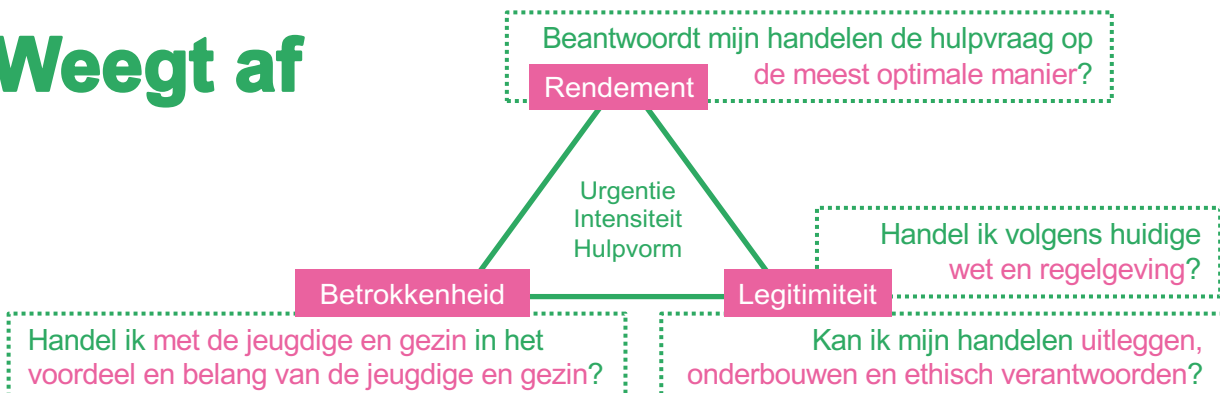 Weegt af
Beantwoordt mijn handelen de hulpvraag op
de meest optimale manier?
Rendement
Urgentie
Intensiteit
Hulpvorm
Handel ik volgens huidige
wet en regelgeving?
Betrokkenheid
Legitimiteit
Handel ik met de jeugdige en gezin in het
voordeel en belang van de jeugdige en gezin?
Kan ik mijn handelen uitleggen,
onderbouwen en ethisch verantwoorden?